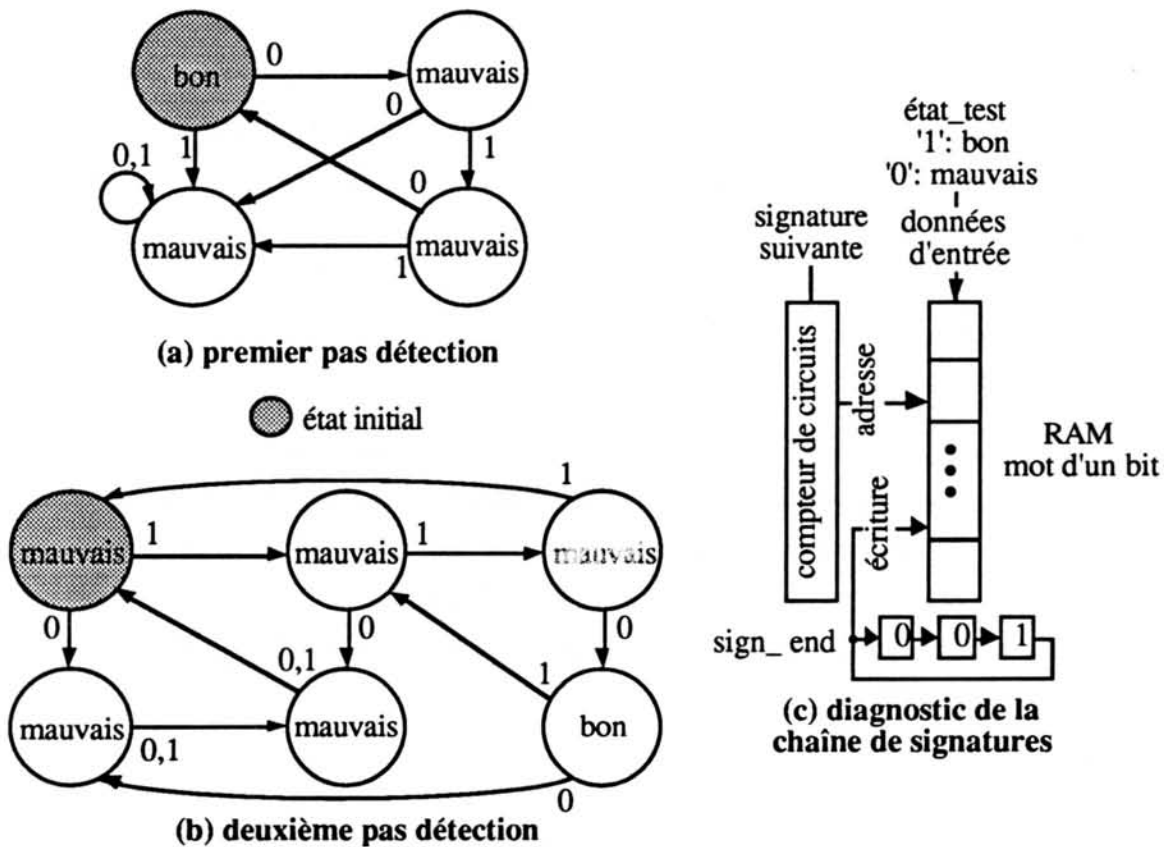 bon
0
mauvais
0
1
1
0,1
0
mauvais
1
mauvais
(a) premier pas détection
état initial
1
mauvais
1
mauvais
1
mauvais
0
0
0
0,1
1
mauvais
0,1
mauvais
bon
0
(b) deuxième pas détection
état_test
'1': bon
'0': mauvais
signature
suivante
données
d'entrée
compteur de circuits
adresse
écriture
RAM
mot d'un bit
sign_ end
0
0
1
(c) diagnostic de la
chaîne de signatures